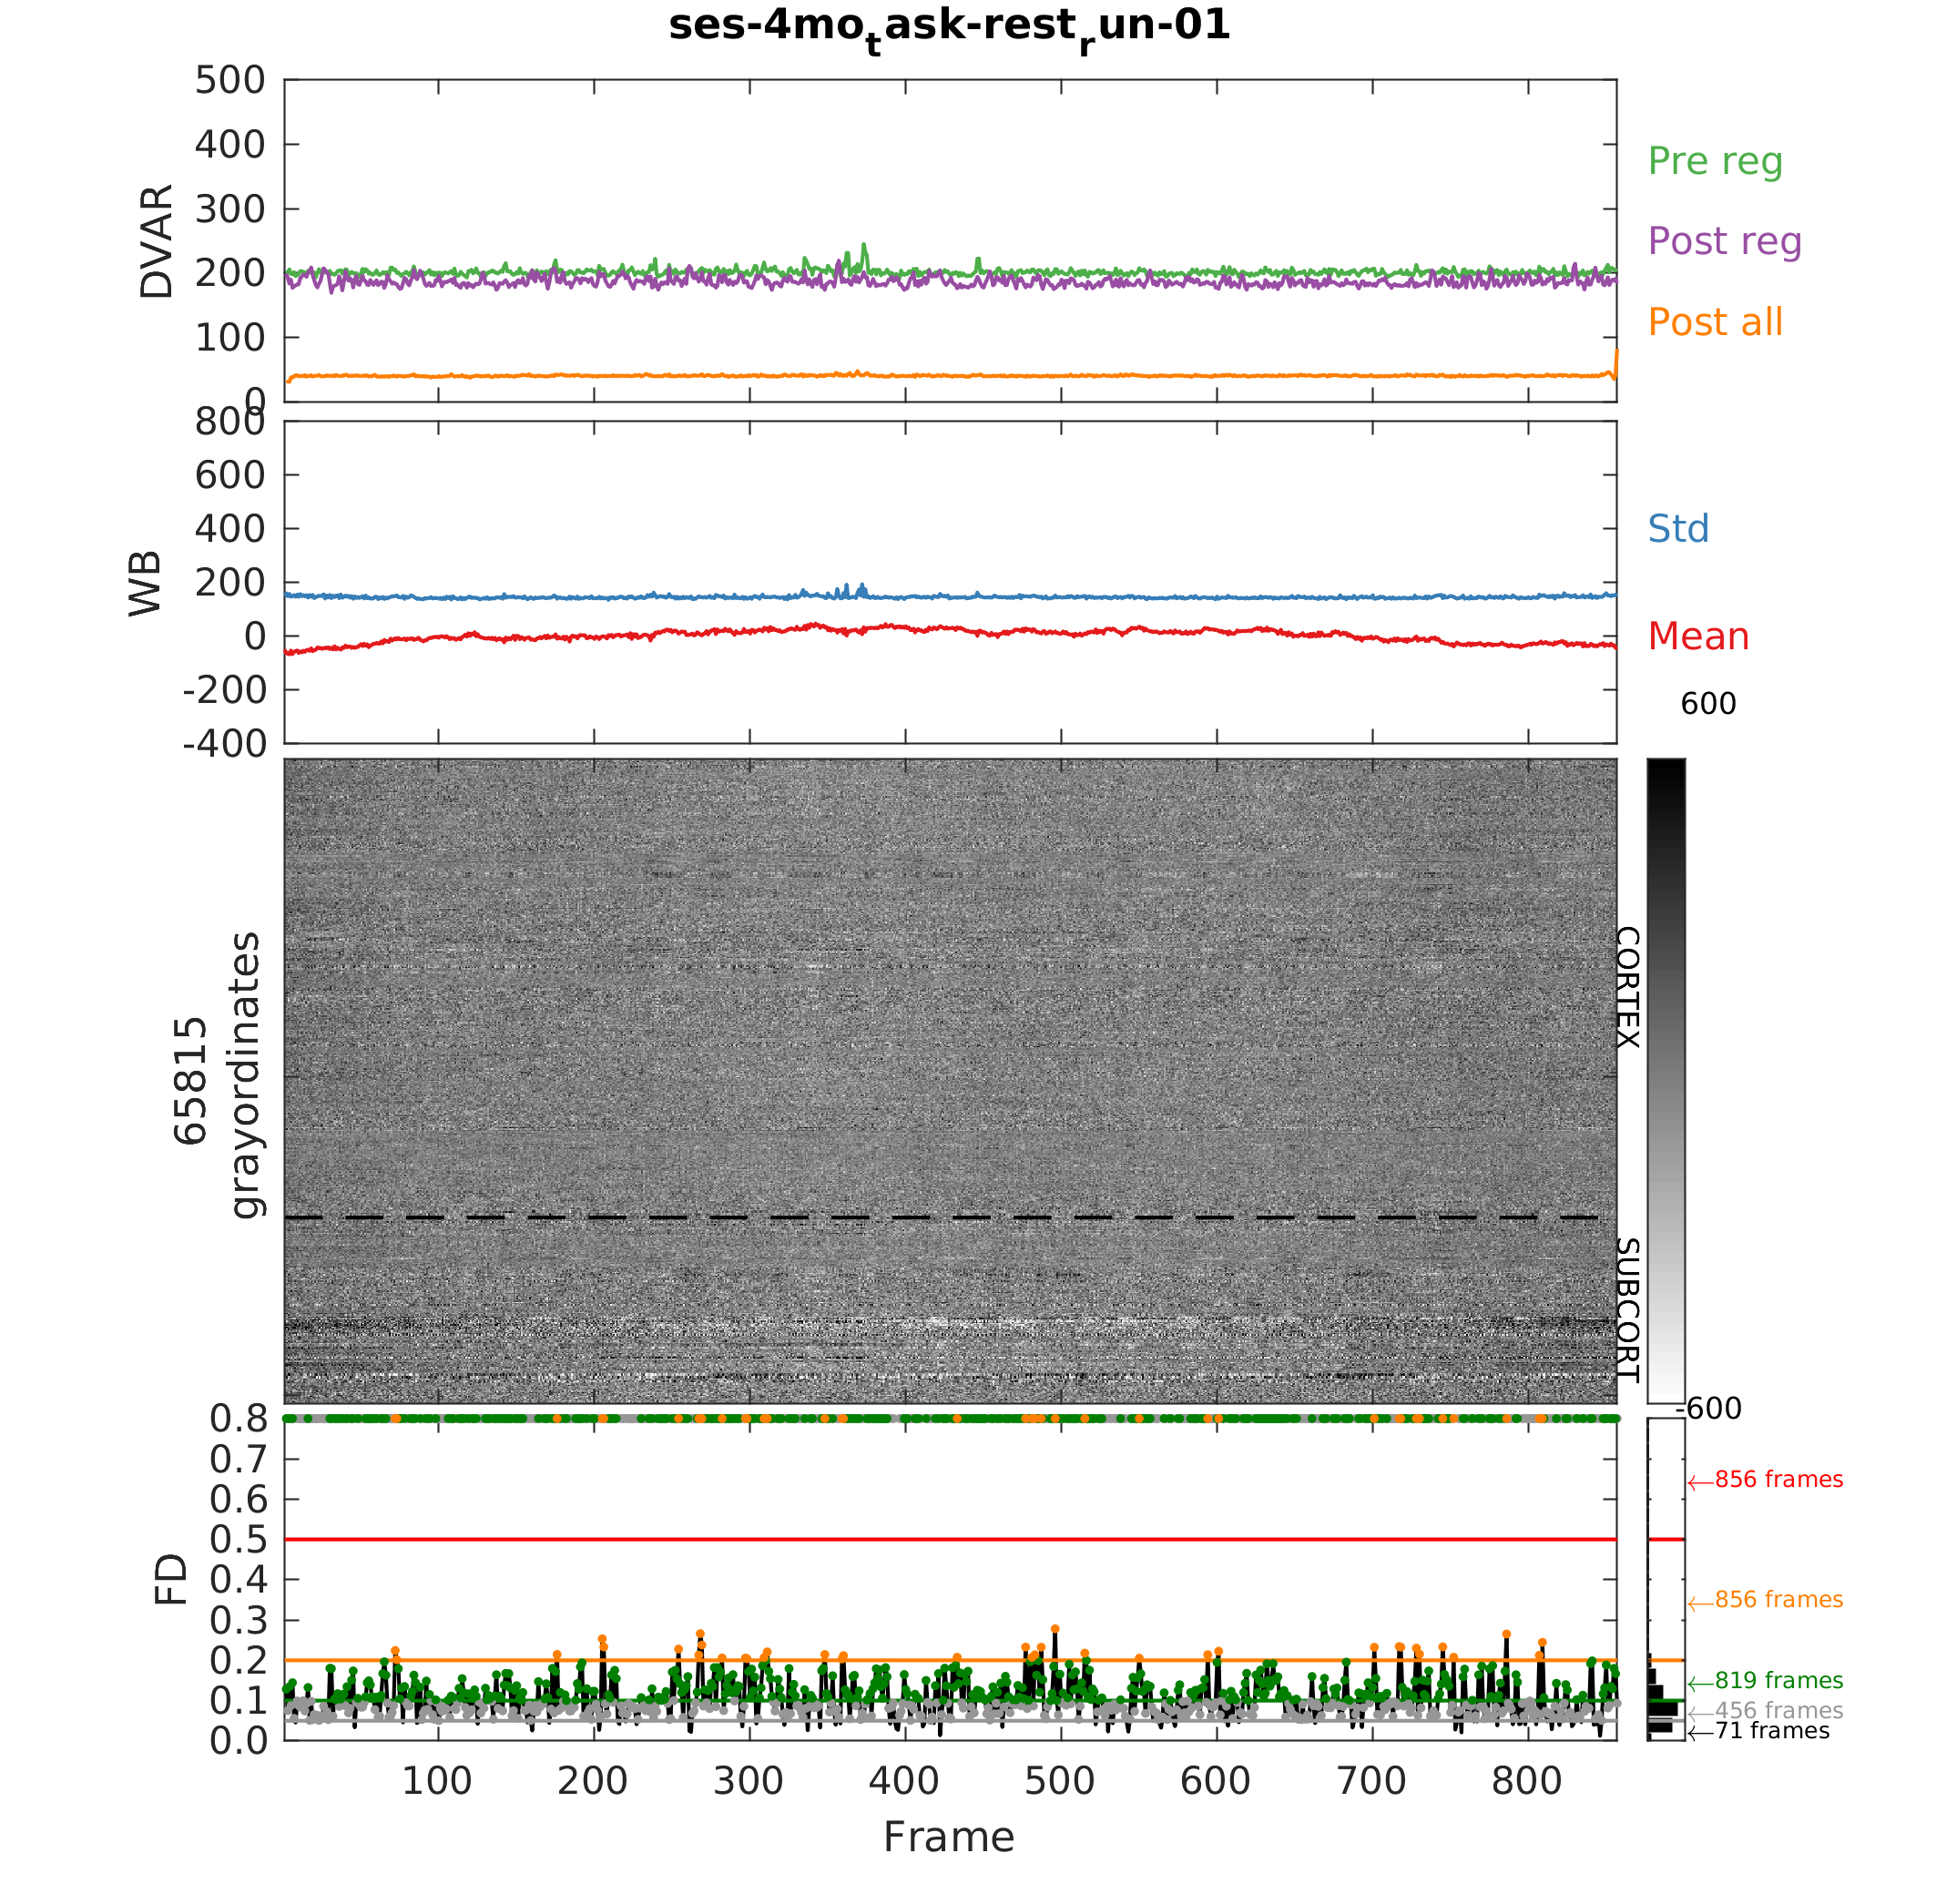 ses-4mo_task-rest_run-01
500
400
300
200
100
0
DVAR
Pre reg
Post reg
Post all
800
600
400
200
0
-200
-400
WB
Std
Mean
600
65815
grayordinates
CORTEX
SUBCORT
-600
0.8
0.7
0.6
0.5
0.4
0.3
0.2
0.1
0.0
FD
←856 frames
←856 frames
←819 frames
←456 frames
←71 frames
100 200 300 400 500 600 700 800
Frame